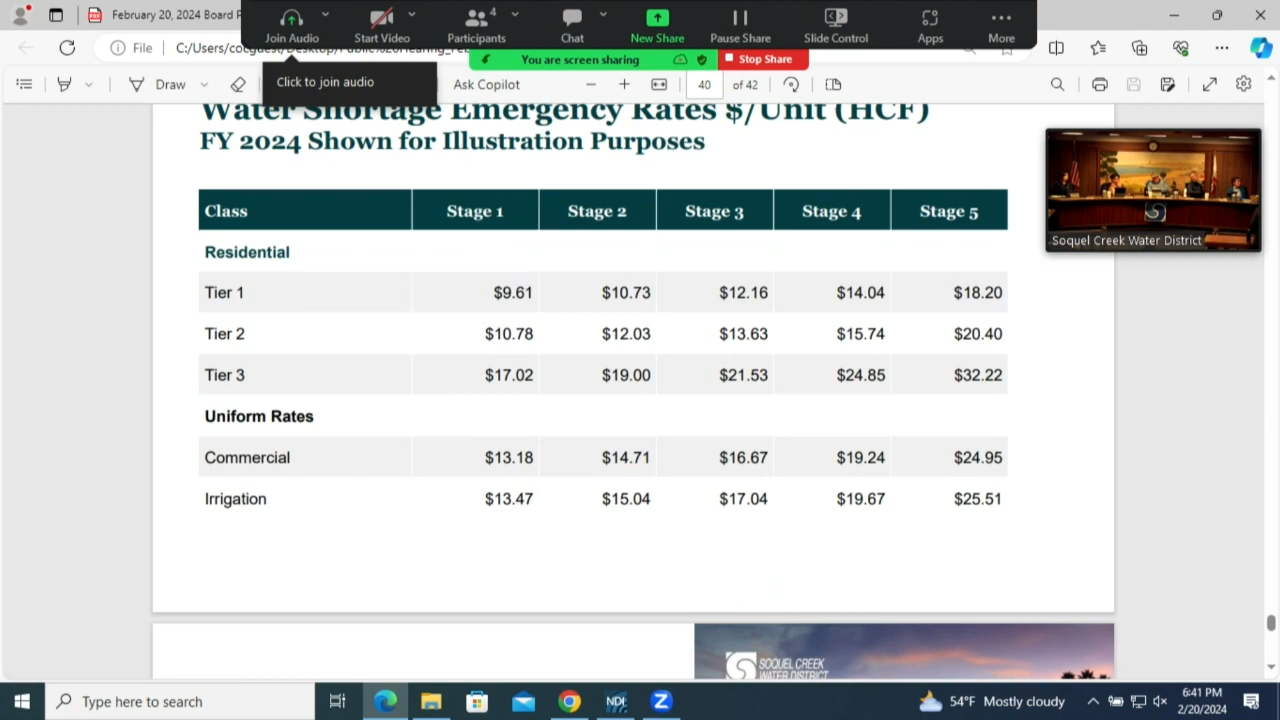 February 20, 2024 Board P
Join Audio
Start Video
4
Participants
Chat
New Share
Pause Share
Slide Control
Apps
More
File
You are screen sharing
Stop Share
Click to join audio
Draw
Ask Copilot
40
of 42
Water Shortage Emergency Rates $/Unit (HCF)
FY 2024 Shown for Illustration Purposes
Class Stage 1 Stage 2 Stage 3 Stage 4 Stage 5
Residential
Tier 1 $9.61 $10.73 $12.16 $14.04 $18.20
Tier 2 $10.78 $12.03 $13.63 $15.74 $20.40
Tier 3 $17.02 $19.00 $21.53 $24.85 $32.22
Uniform Rates
Commercial $13.18 $14.71 $16.67 $19.24 $24.95
Irrigation $13.47 $15.04 $17.04 $19.67 $25.51
Soquel Creek Water District
SOQUEL CREEK
WATER DISTRICT
Type here to search
NDI
54°F Mostly cloudy
6:41 PM
2/20/2024